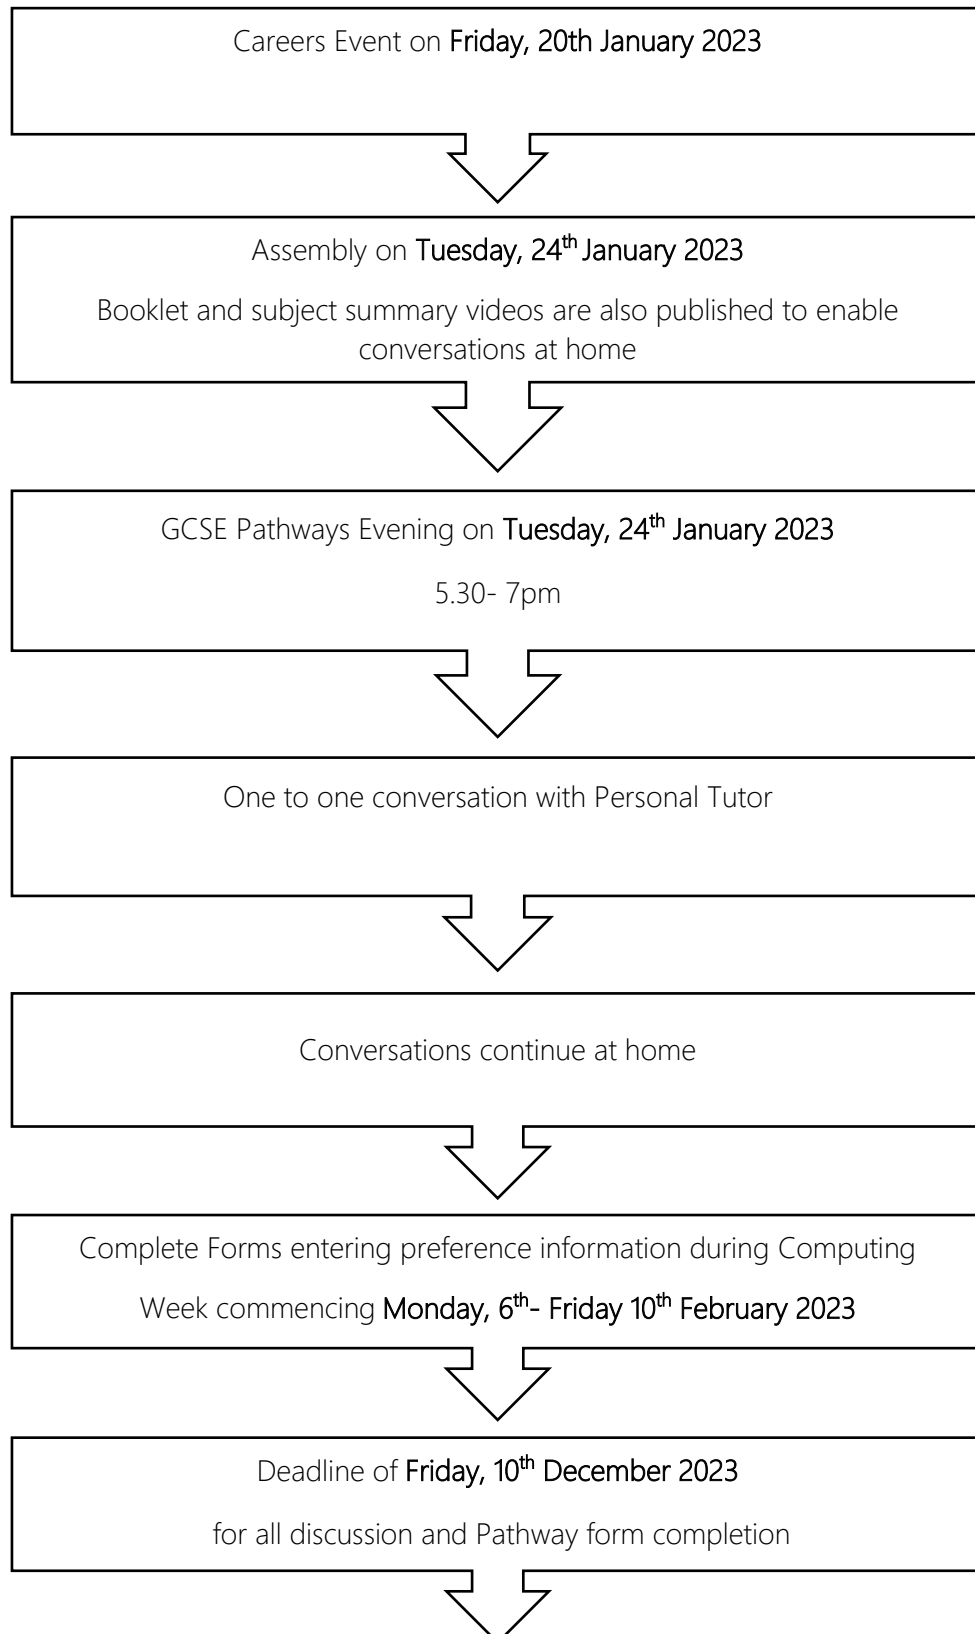 Careers Event on Friday, 20th January 2023
Assembly on Tuesday, 24th January 2023
Booklet and subject summary videos are also published to enable
conversations at home
GCSE Pathways Evening on Tuesday, 24th January 2023
5.30- 7pm
One to one conversation with Personal Tutor
Conversations continue at home
Complete Forms entering preference information during Computing
Week commencing Monday, 6th- Friday 10th February 2023
Deadline of Friday, 10th December 2023
for all discussion and Pathway form completion